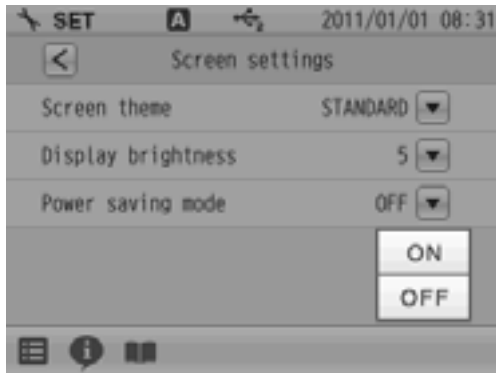 SET A 2011/01/01 08:31
< Screen settings
Screen theme STANDARD
Display brightness 5
Power saving mode OFF
ON
OFF